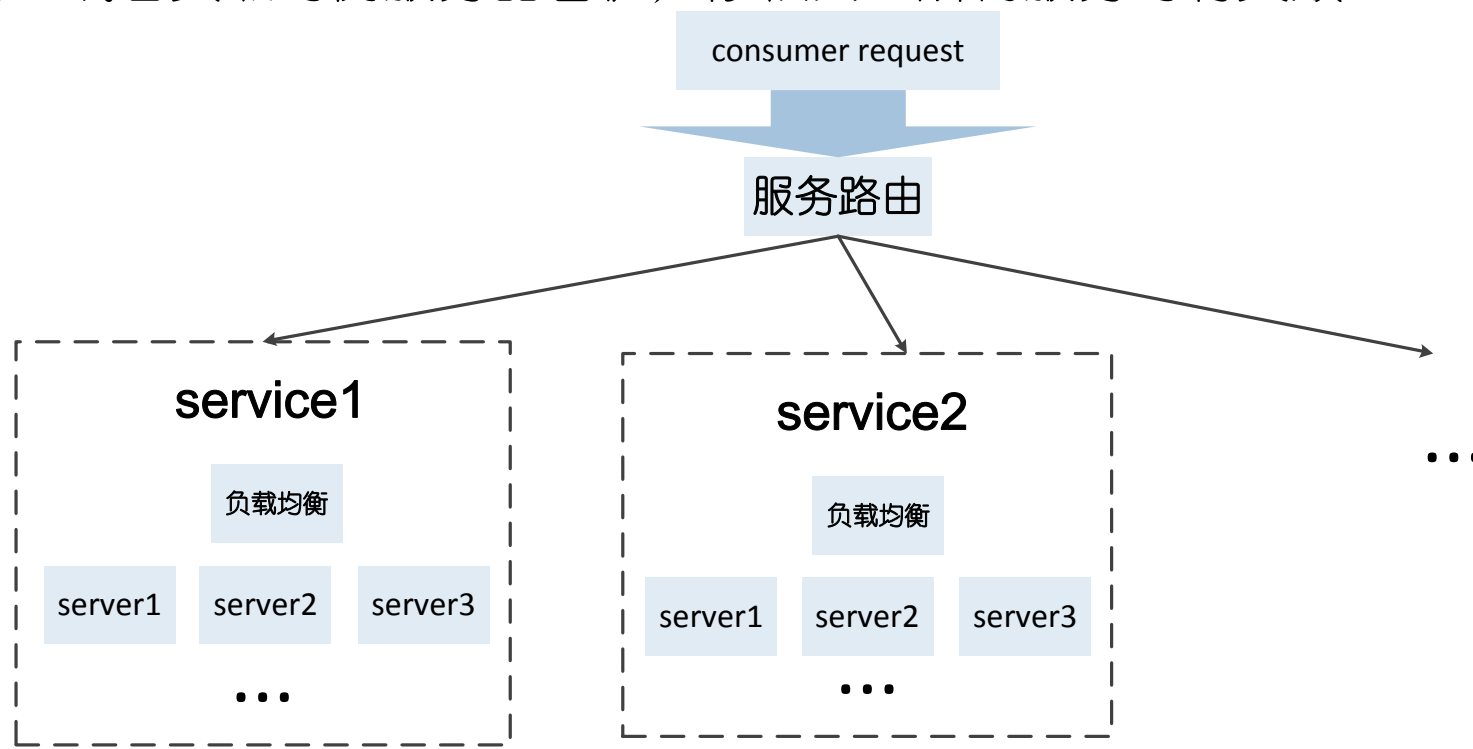 consumer request
服务路由
service1
service2
负载均衡
负载均衡
...
server1 server2 server3
server1 server2 server3
...
...